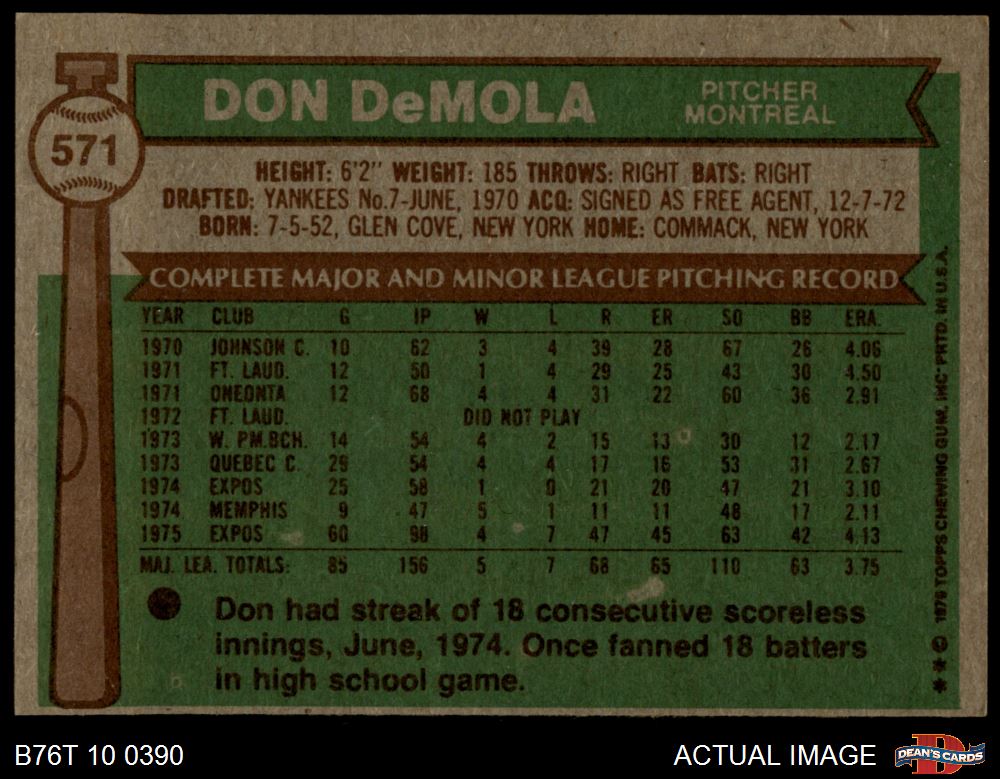 571
DON DeMOLA
PITCHER
MONTREAL
HEIGHT: 6'2" WEIGHT: 185 THROWS: RIGHT BATS: RIGHT
DRAFTED: YANKEES No.7-JUNE, 1970 ACQ: SIGNED AS FREE AGENT, 12-7-72
BORN: 7-5-52, GLEN COVE, NEW YORK HOME: COMMACK, NEW YORK
COMPLETE MAJOR AND MINOR LEAGUE PITCHING RECORD
YEAR CLUB G IP W L R ER SO BB ERA.
1970 JOHNSON C. 10 62 3 4 39 28 67 26 4.06
1971 FT. LAUD. 12 50 1 4 29 25 43 30 4.50
1971 ONEONTA 12 68 4 4 31 22 60 36 2.91
1972 FT. LAUD. DID NOT PLAY
1973 W. PM.BCH. 14 54 4 2 15 13 30 12 2.17
1973 QUEBEC C. 26 54 4 4 17 16 53 31 2.67
1974 EXPOS 25 58 1 0 21 20 47 21 3.10
1974 MEMPHIS 9 47 5 1 11 11 48 17 2.11
1975 EXPOS 60 98 4 7 47 45 63 42 4.13
MAJ. LEA. TOTALS: 85 156 5 7 68 65 110 63 3.75
Don had streak of 18 consecutive scoreless
innings, June, 1974. Once fanned 18 batters
in high school game.
** © 1976 TOPPS CHEWING GUM, INC. PRTD. IN U.S.A.
B76T 10 0390
ACTUAL IMAGE
DEAN'S CARDS